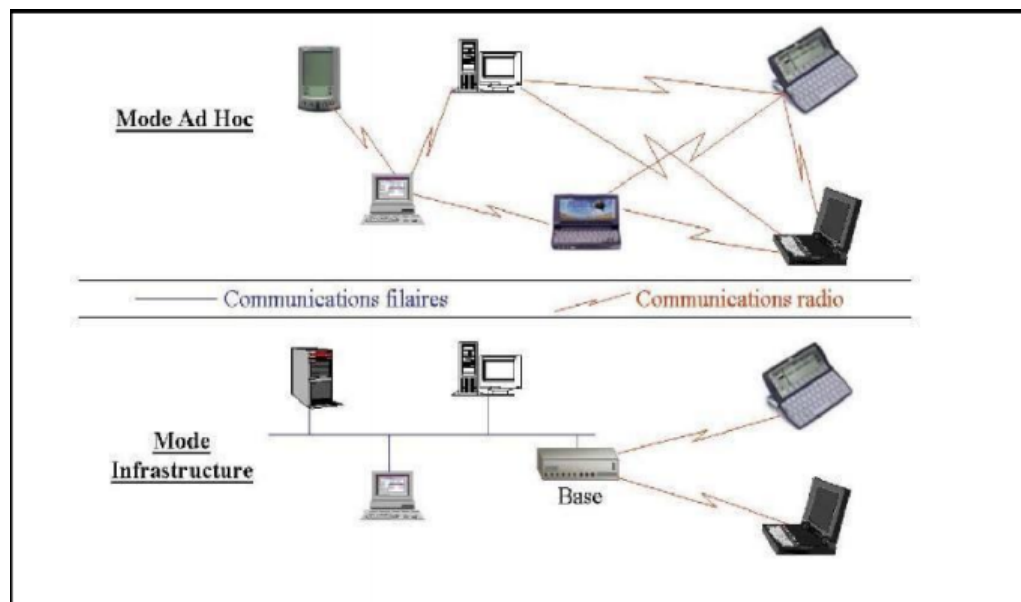 Mode Ad Hoc
Communications filaires
Communications radio
Mode
Infrastructure
Base